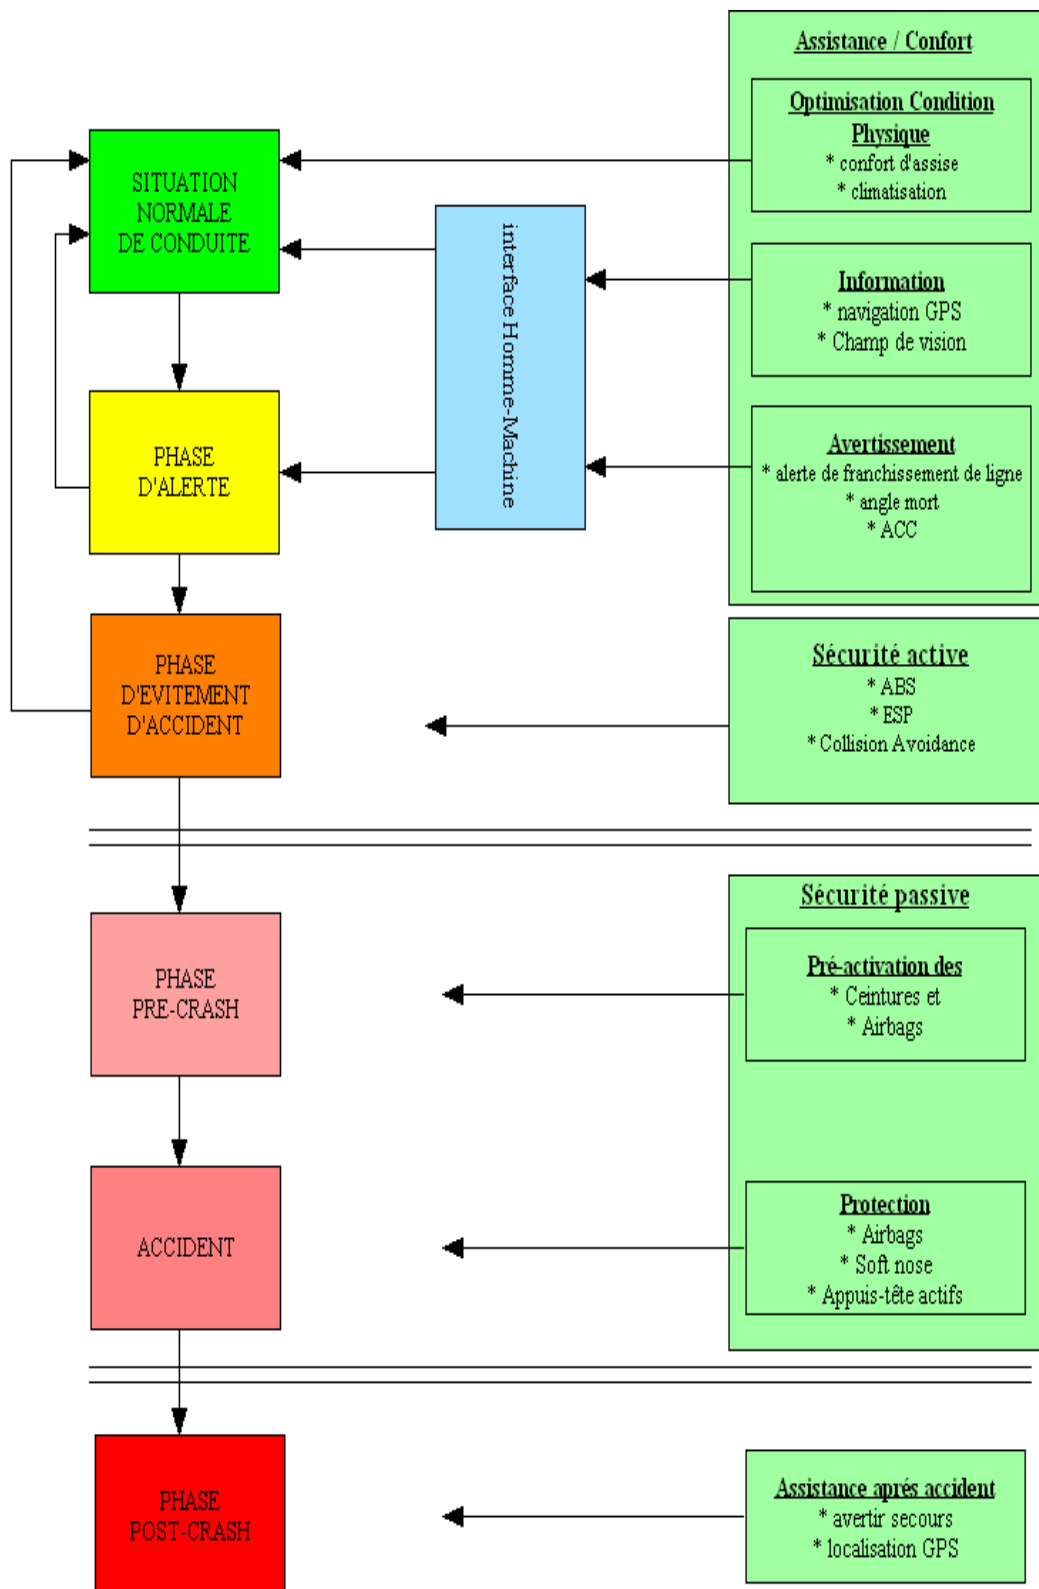 Assistance / Confort
Optimisation Condition
Physique
* confort d'assise
* climatisation
SITUATION
NORMALE
DE CONDUITE
interface Homme-Machine
Information
* navigation GPS
* Champ de vision
PHASE
D'ALERTE
Avertissement
* alerte de franchissement de ligne
* angle mort
* ACC
PHASE
D'EVITEMENT
D'ACCIDENT
Sécurité active
* ABS
* ESP
* Collision Avoidance
Sécurité passive
PHASE
PRE-CRASH
Pré-activation des
* Ceintures et
* Airbags
ACCIDENT
Protection
* Airbags
* Soft nose
* Appuis-tête actifs
PHASE
POST-CRASH
Assistance aprés accident
* avertir secours
* localisation GPS